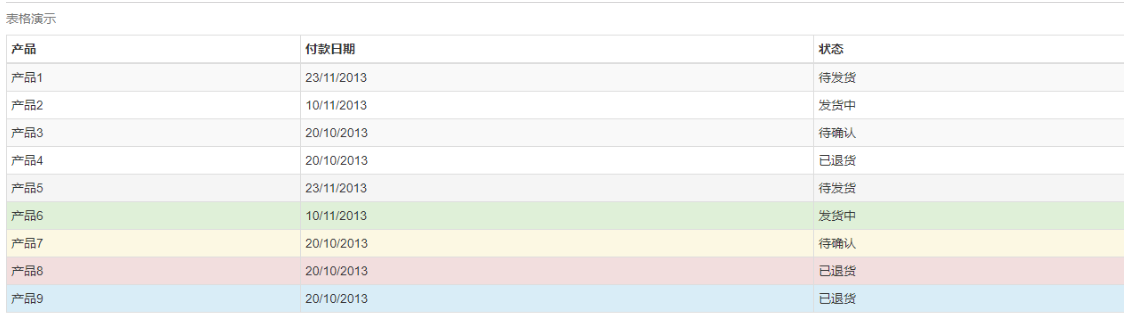 表格演示
产品 付款日期 状态
产品1 23/11/2013 待发货
产品2 10/11/2013 发货中
产品3 20/10/2013 待确认
产品4 20/10/2013 已退货
产品5 23/11/2013 待发货
产品6 10/11/2013 发货中
产品7 20/10/2013 待确认
产品8 20/10/2013 已退货
产品9 20/10/2013 已退货